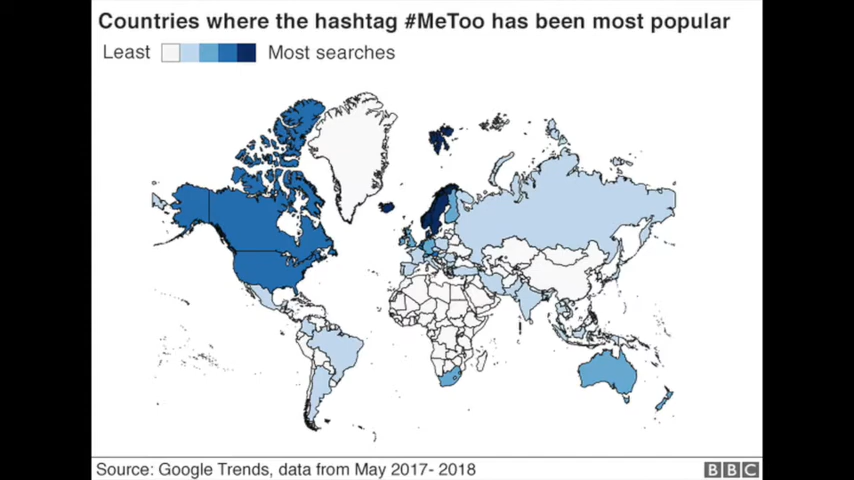 Countries where the hashtag #MeToo has been most popular
Least Most searches
Source: Google Trends, data from May 2017- 2018
BBC